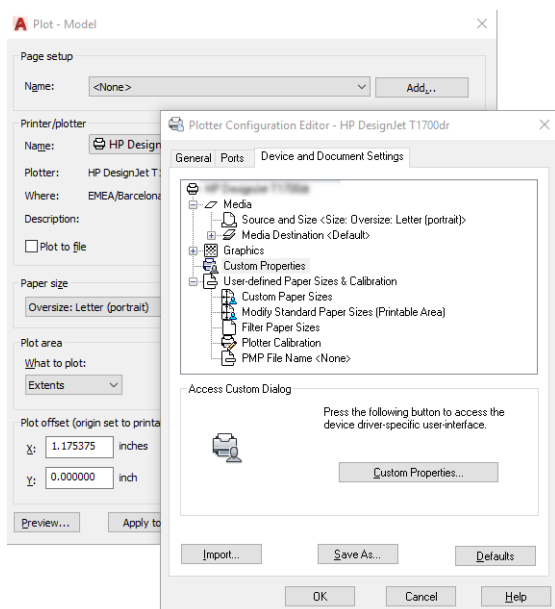 Plot - Model
Page setup
Name:
<None>
Add...
Printer/plotter
Name:
HP Design
Plotter:
HP DesignJet T
Where:
EMEA/Barcelona
Description:
Plot to file
Paper size
Oversize: Letter (portrait)
Plot area
What to plot:
Extents
Plot offset (origin set to printa
X:
1.175375
inches
Y:
0.000000
inch
Preview...
Apply to
Plotter Configuration Editor - HP DesignJet T1700dr
General
Ports
Device and Document Settings
Media
Source and Size <Size: Oversize: Letter (portrait)>
Media Destination <Default>
Graphics
Custom Properties
User-defined Paper Sizes & Calibration
Custom Paper Sizes
Modify Standard Paper Sizes (Printable Area)
Filter Paper Sizes
Plotter Calibration
PMP File Name <None>
Access Custom Dialog
Press the following button to access the
device driver-specific user-interface.
Custom Properties...
Import...
Save As...
Defaults
OK
Cancel
Help